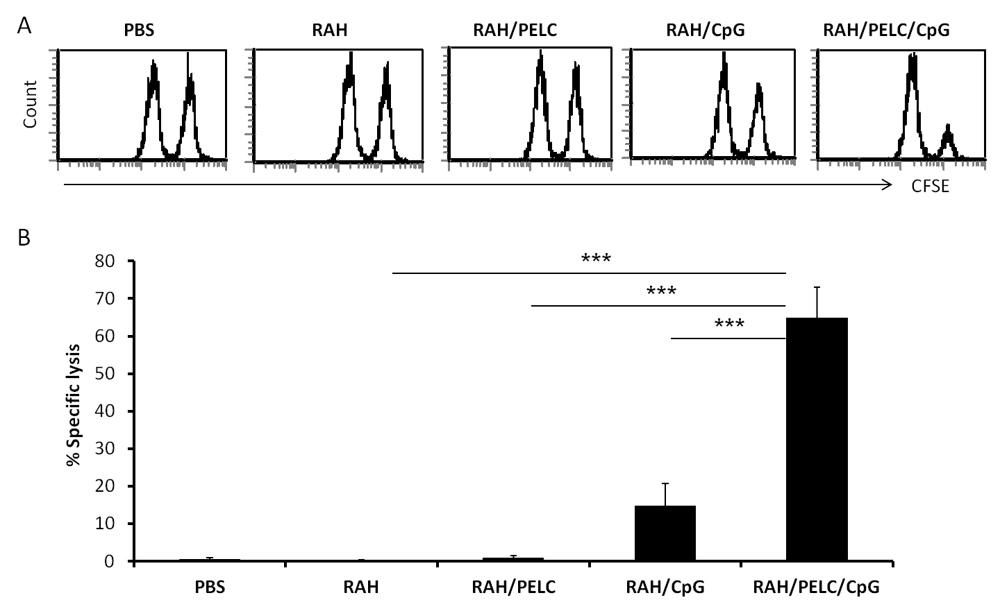 A
PBS RAH RAH/PELC RAH/CpG RAH/PELC/CpG
Count
CFSE
B
80
70
60
50
40
30
20
10
0
% Specific lysis
***
***
***
PBS RAH RAH/PELC RAH/CpG RAH/PELC/CpG